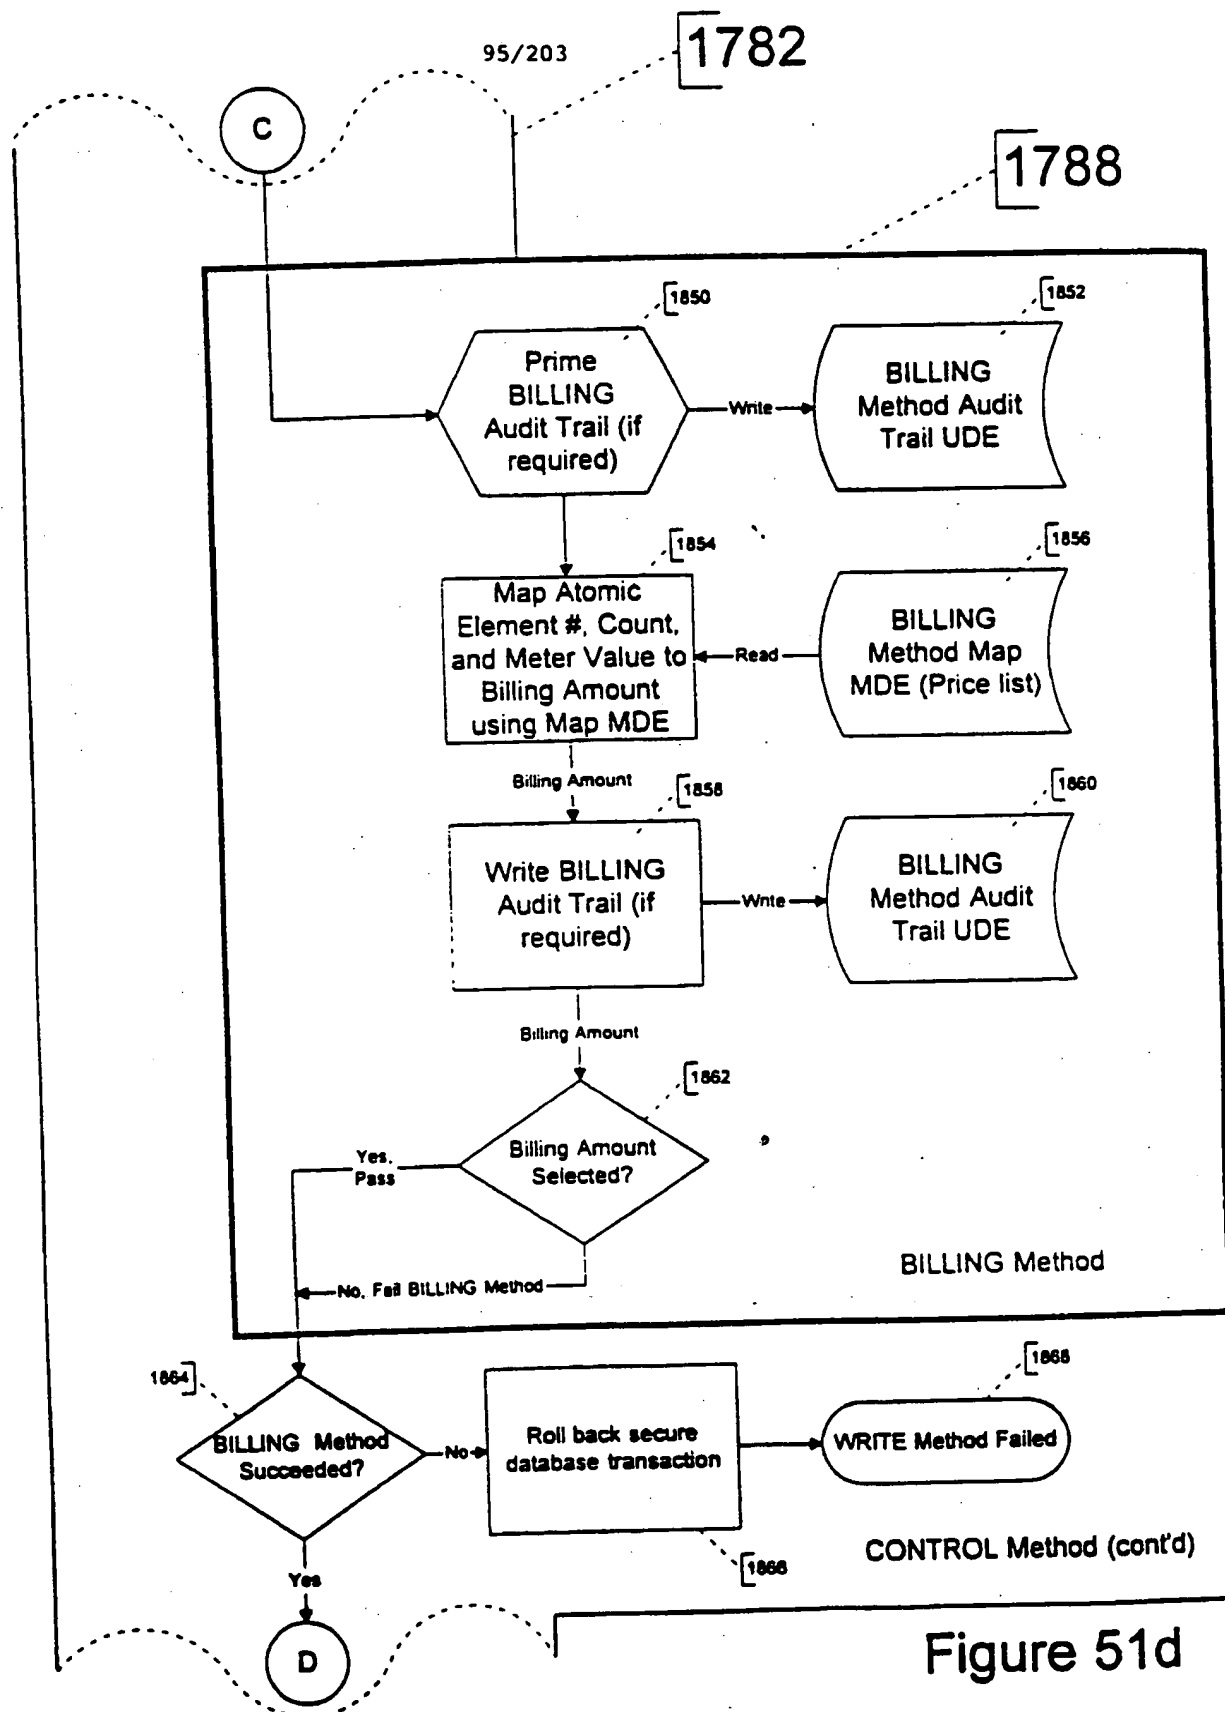 95/203
1782
C
1788
1850
1852
Prime
BILLING
Audit Trail (if
required)
Write
BILLING
Method Audit
Trail UDE
1854
1856
Map Atomic
Element #, Count,
and Meter Value to
Billing Amount
using Map MDE
Read
BILLING
Method Map
MDE (Price list)
Billing Amount
1858
1860
Write BILLING
Audit Trail (if
required)
Write
BILLING
Method Audit
Trail UDE
Billing Amount
1862
Billing Amount
Selected?
Yes,
Pass
No, Fail BILLING Method
BILLING Method
1864
1868
BILLING Method
Succeeded?
No
Roll back secure
database transaction
WRITE Method Failed
1866
CONTROL Method (cont'd)
Yes
D
Figure 51d